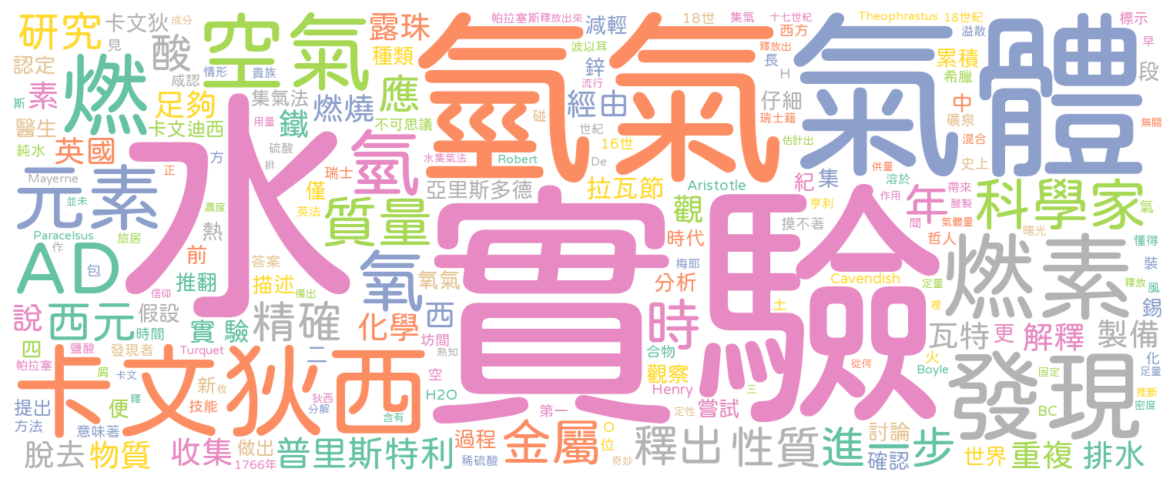 研究
卡文狄
成分
見
酸
空氣
露珠
種類
帕拉塞斯釋放出來
減輕
18世
集氣
十七世紀
西方
Theophrastus
18世紀
溢散
標示
早
認定
燃
咸認
情形
貴族
氫
氣
氣體
波以耳
鋅
流行
釋放出
長
H
累積
希臘
段
斯
素
足夠
集氣法
燃燒
應
不可思議
經由
仔細
瑞士籍
中
礦泉
無關
醫生
卡文迪西
鐵
用量
碰
世紀
估計出
混合
純水
英國
硫酸
排
水集氣法
Robert
16世
De
史上
Mayerne
元素
正
方
水
瑞士
氫
僅
亞里斯多德
拉瓦節
Aristotle
紀
集
供量
溶於
帶來
並未
濃度
英法
質量
觀
摸不著
亨利
作用
年
酸製
科學家
氣
Paracelsus
旅居
作
熱
時代
間
氣體量
曙光
哲人
懂得
AD
包
前
推翻
答案
描述
氧
氧氣
梅耶
分析
Cavendish
定量
裡
燃素
裝
風
釋放
信仰
備出
實驗
土
錫
說
西元
時間
假設
實 驗
精確
化學
西
時
坊間
瓦特
更
解釋
製備
四
鹽酸
發現者
Turquet
二
熟知
合物
從何
火
化
帕拉塞
屑
卡文
卡文狄西
新
收
空
H2O
觀察
Henry
Boyle
固定
足量
發現
提出
方法
便
釋
技能
狄西
分解
含有
第一
定性
嘗試
三
BC
推斷
密度
意味著
脫去
物質
收集
做出
1766年
普里斯特利
過程
稀硫酸
金屬
位
奇妙
釋出
性質
進一步
討論
確認
世界
重複
排水